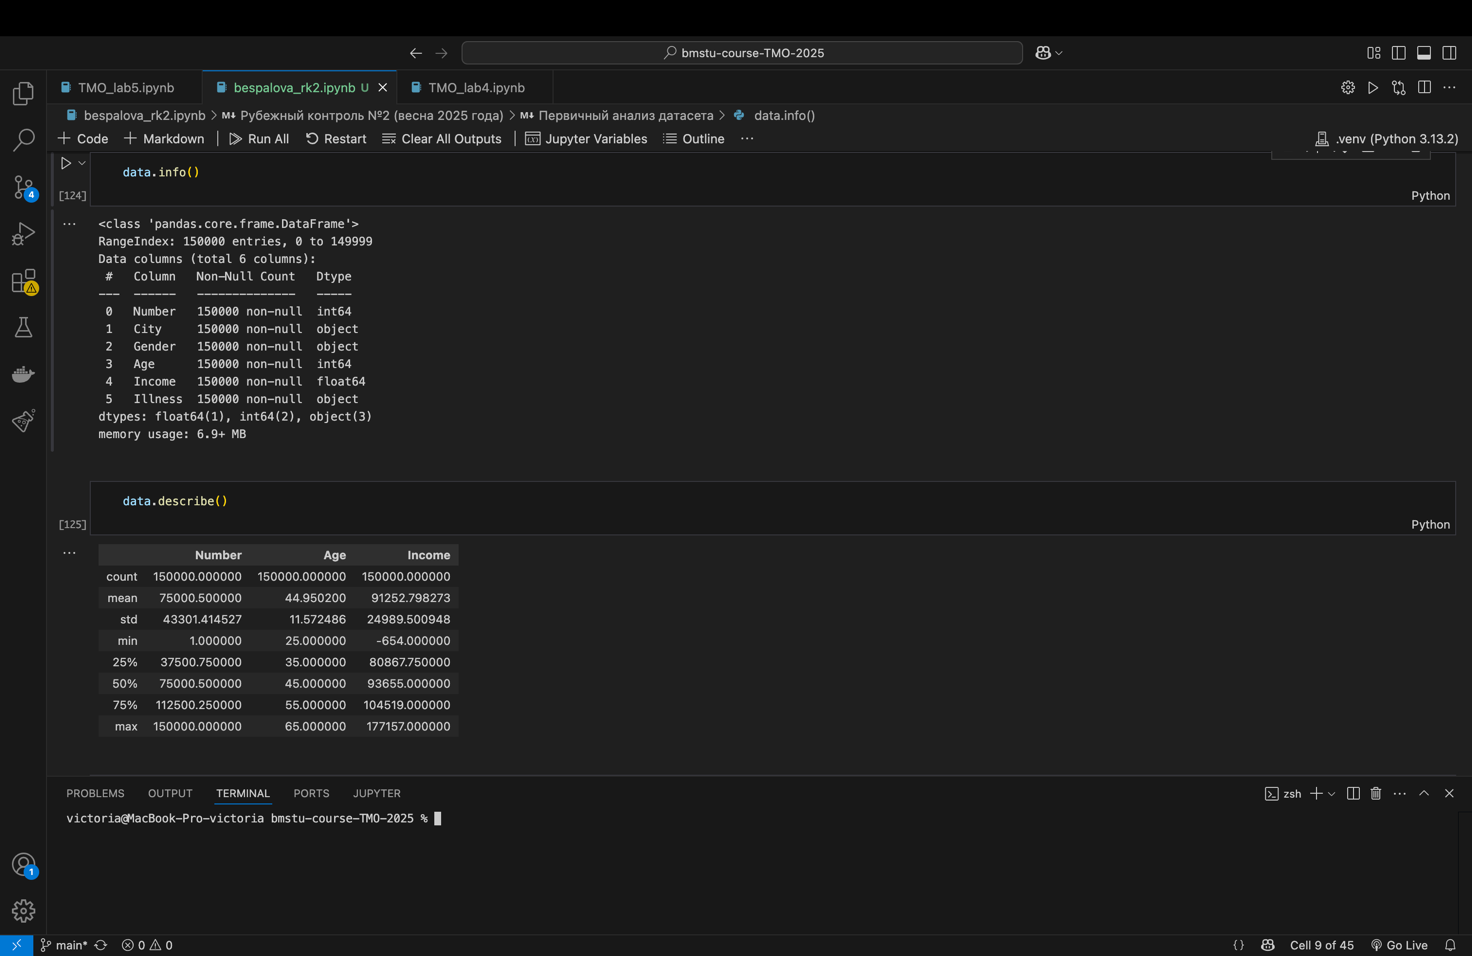 bmstu-course-TMO-2025
TMO_lab5.ipynb
bespalova_rk2.ipynb U
TMO_lab4.ipynb
bespalova_rk2.ipynb > M↓ Рубежный контроль №2 (весна 2025 года) > M↓ Первичный анализ датасета > data.info()
+ Code + Markdown | Run All Restart Clear All Outputs | Jupyter Variables Outline ...
.venv (Python 3.13.2)
data.info()
[124]
Python
<class 'pandas.core.frame.DataFrame'>
RangeIndex: 150000 entries, 0 to 149999
Data columns (total 6 columns):
# Column Non-Null Count Dtype
--- ------ -------------- -----
0 Number 150000 non-null int64
1 City 150000 non-null object
2 Gender 150000 non-null object
3 Age 150000 non-null int64
4 Income 150000 non-null float64
5 Illness 150000 non-null object
dtypes: float64(1), int64(2), object(3)
memory usage: 6.9+ MB
data.describe()
[125]
Python
Number Age Income
count 150000.000000 150000.000000 150000.000000
mean 75000.500000 44.950200 91252.798273
std 43301.414527 11.572486 24989.500948
min 1.000000 25.000000 -654.000000
25% 37500.750000 35.000000 80867.750000
50% 75000.500000 45.000000 93655.000000
75% 112500.250000 55.000000 104519.000000
max 150000.000000 65.000000 177157.000000
PROBLEMS OUTPUT TERMINAL PORTS JUPYTER
zsh
victoria@MacBook-Pro-victoria bmstu-course-TMO-2025 %
4
1
main* 0 0
{} Cell 9 of 45 Go Live